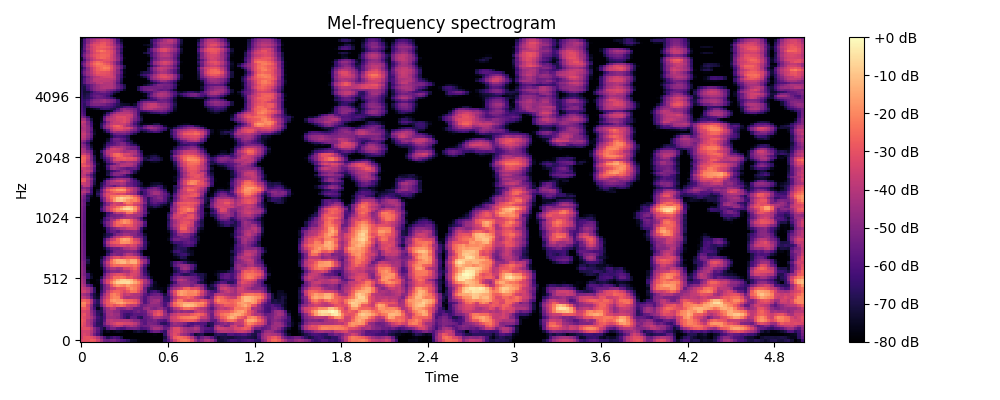 Mel-frequency spectrogram
+0 dB
-10 dB
4096
-20 dB
-30 dB
2048
Hz
-40 dB
1024
-50 dB
-60 dB
512
-70 dB
0
-80 dB
0 0.6 1.2 1.8 2.4 3 3.6 4.2 4.8
Time